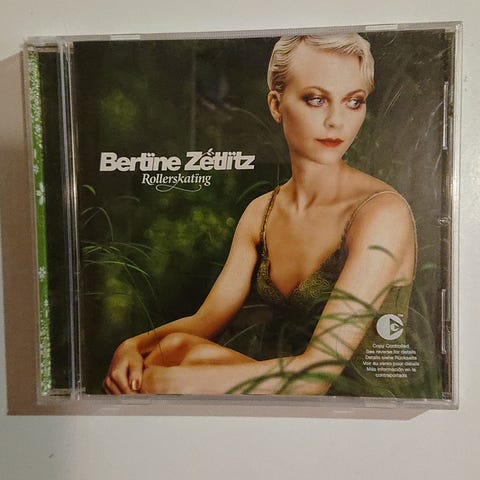 Bertine Zetlitz
Rollerskating
Copy Controlled
See reverse for details
Details siehe Rückseite
Voir au verso pour détails
Más información en la
contraportada